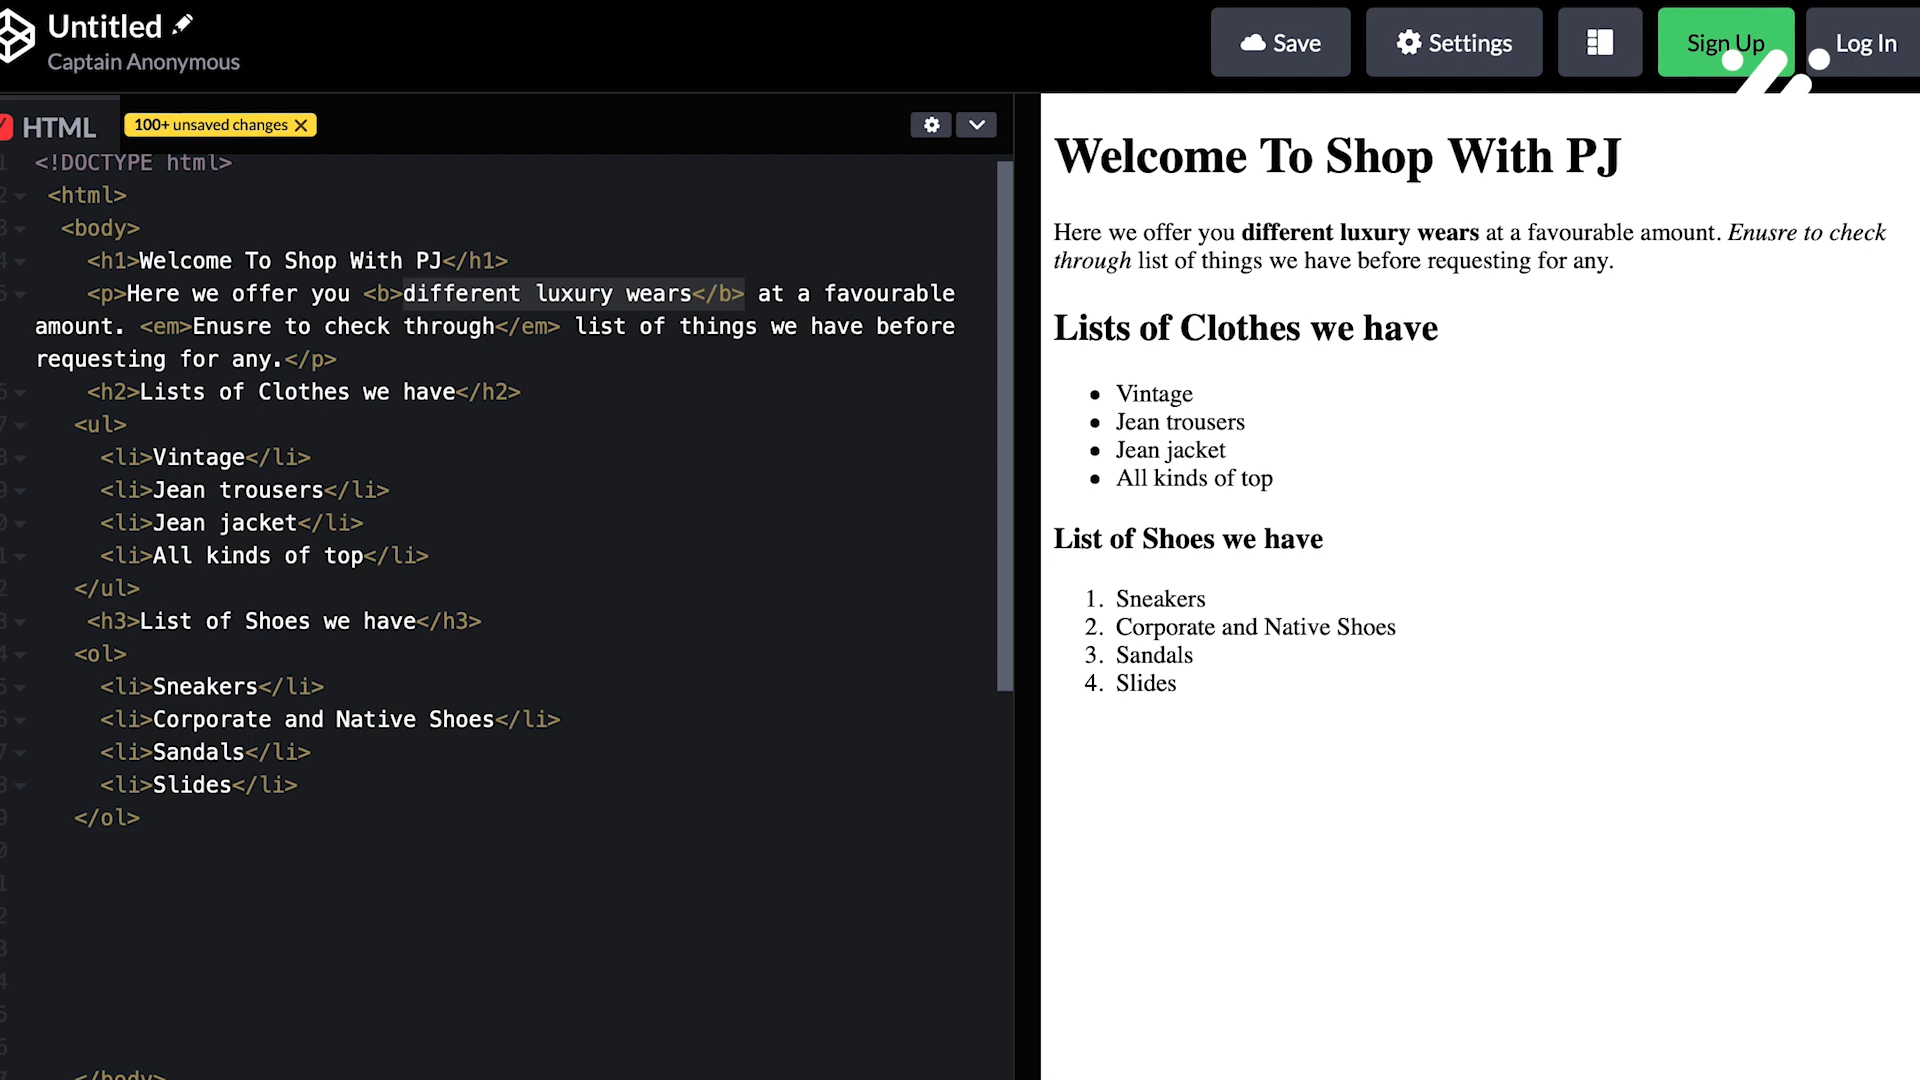 Untitled
Captain Anonymous
Save
Settings
Sign Up
Log In
HTML
100+ unsaved changes
<!DOCTYPE html>
<html>
<body>
<h1>Welcome To Shop With PJ</h1>
<p>Here we offer you <b>different luxury wears</b> at a favourable
amount. <em>Enusre to check through</em> list of things we have before
requesting for any.</p>
<h2>Lists of Clothes we have</h2>
<ul>
<li>Vintage</li>
<li>Jean trousers</li>
<li>Jean jacket</li>
<li>All kinds of top</li>
</ul>
<h3>List of Shoes we have</h3>
<ol>
<li>Sneakers</li>
<li>Corporate and Native Shoes</li>
<li>Sandals</li>
<li>Slides</li>
</ol>
</body>
Welcome To Shop With PJ
Here we offer you different luxury wears at a favourable amount. Enusre to check
through list of things we have before requesting for any.
Lists of Clothes we have
• Vintage
• Jean trousers
• Jean jacket
• All kinds of top
List of Shoes we have
1. Sneakers
2. Corporate and Native Shoes
3. Sandals
4. Slides